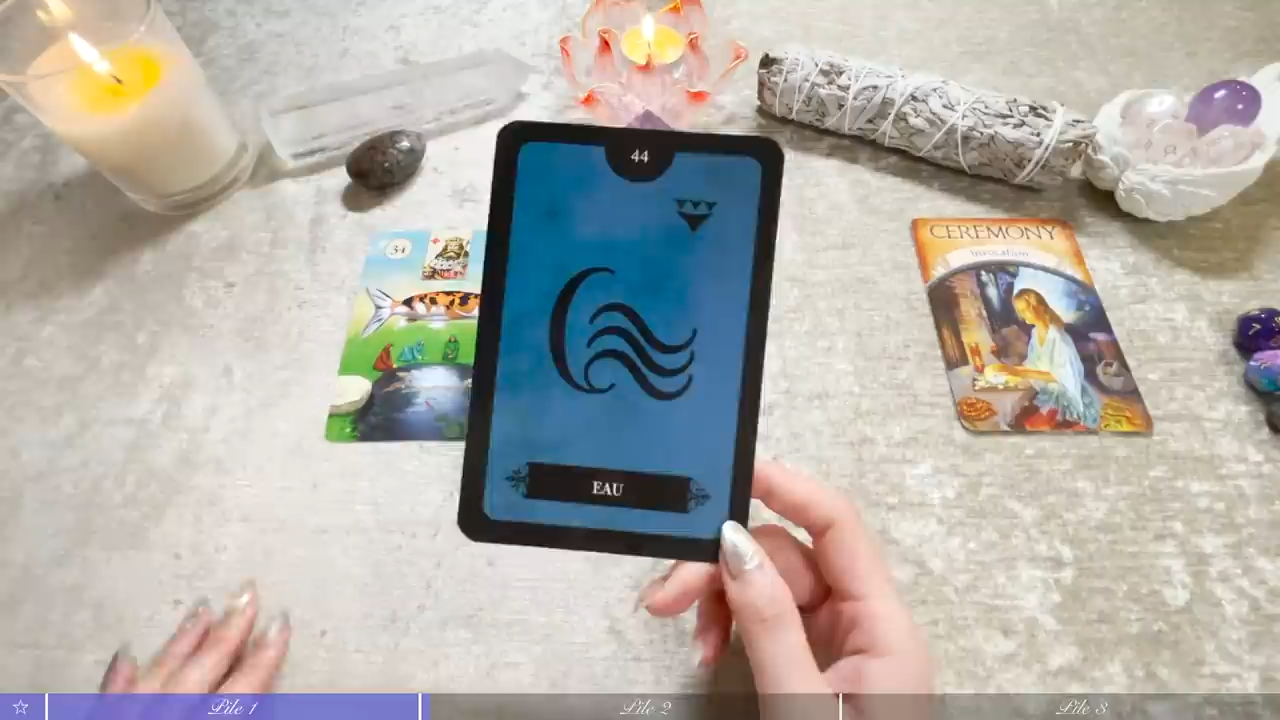 44
EAU
34
CEREMONY
Invocation
☆ Pile 1 Pile 2 Pile 3